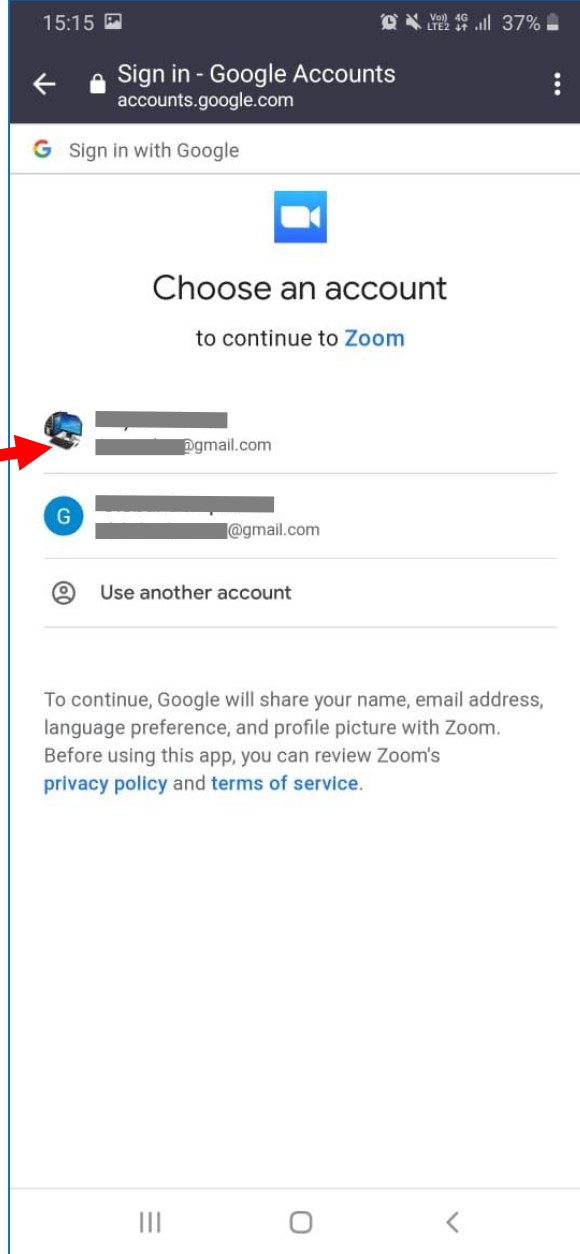 15:15 Vo)) LTE2 4G 37%
Sign in - Google Accounts
accounts.google.com
G Sign in with Google
Choose an account
to continue to Zoom
@gmail.com
G
@gmail.com
Use another account
To continue, Google will share your name, email address,
language preference, and profile picture with Zoom.
Before using this app, you can review Zoom's
privacy policy and terms of service.